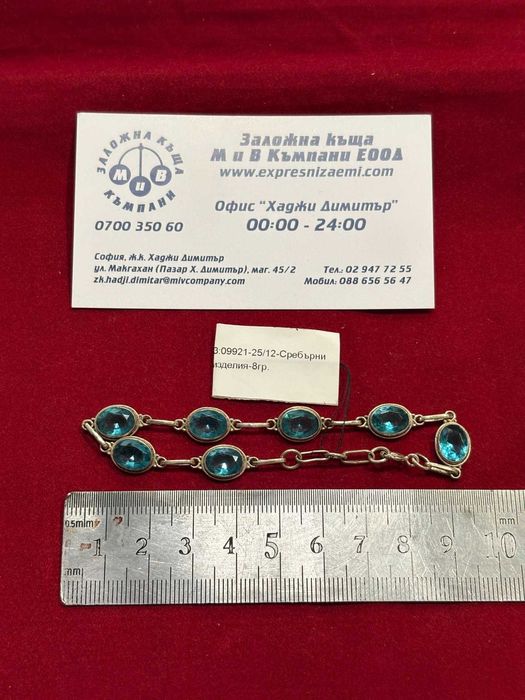 ЗАЛОЖНА КЪЩА
М и В
КЪМПАНИ
0700 350 60
Заложна къща
М и В Къмпани ЕООД
www.expresnizaemi.com
Офис "Хаджи Димитър"
00:00 - 24:00
София, ж.к. Хаджи Димитър
ул. Макгахан (Пазар Х. Димитър), маг. 45/2
zk.hadji.dimitar@mivcompany.com
Тел.: 02 947 72 55
Мобил: 088 656 56 47
3:09921-25/12-Сребърни
изделия-8гр.
0.5m/m
1 2 3 4 5 6 7 8 9 10
mm
mm